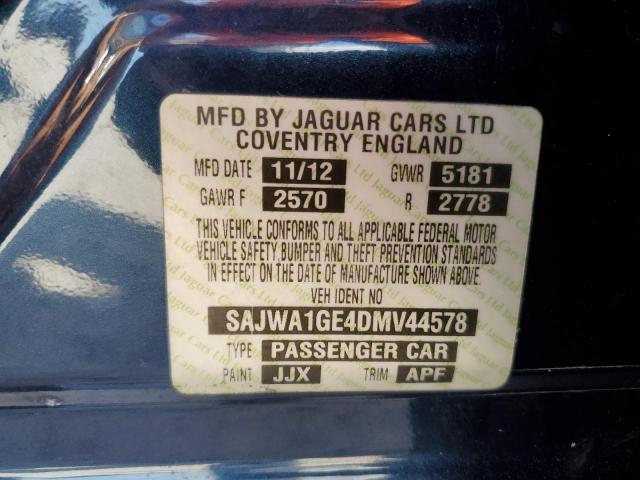 MFD BY JAGUAR CARS LTD
COVENTRY ENGLAND
MFD DATE 11/12 GVWR 5181
GAWR F 2570 R 2778
THIS VEHICLE CONFORMS TO ALL APPLICABLE FEDERAL MOTOR
VEHICLE SAFETY BUMPER AND THEFT PREVENTION STANDARDS
IN EFFECT ON THE DATE OF MANUFACTURE SHOWN ABOVE.
VEH IDENT NO
SAJWA1GE4DMV44578
TYPE PASSENGER CAR
PAINT JJX TRIM APF